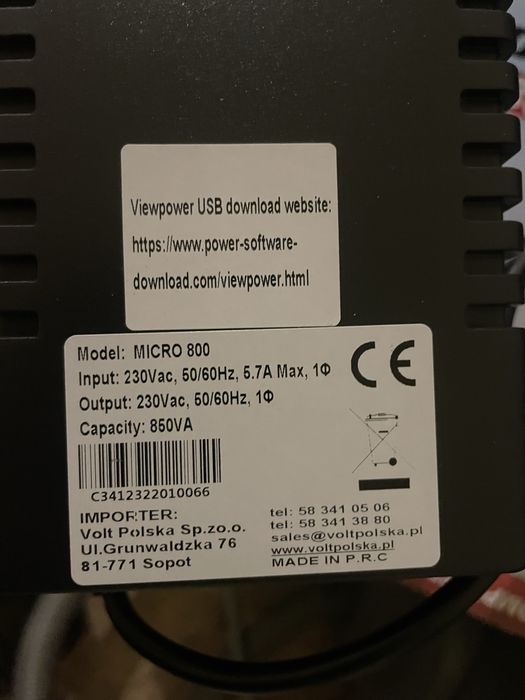 Viewpower USB download website:
https://www.power-software-
download.com/viewpower.html
Model: MICRO 800
Input: 230Vac, 50/60Hz, 5.7A Max, 1Φ
Output: 230Vac, 50/60Hz, 1Φ
Capacity: 850VA
CE
C3412322010066
IMPORTER:
Volt Polska Sp.zo.o.
Ul.Grunwaldzka 76
81-771 Sopot
tel: 58 341 05 06
tel: 58 341 38 80
sales@voltpolska.pl
www.voltpolska.pl
MADE IN P.R.C